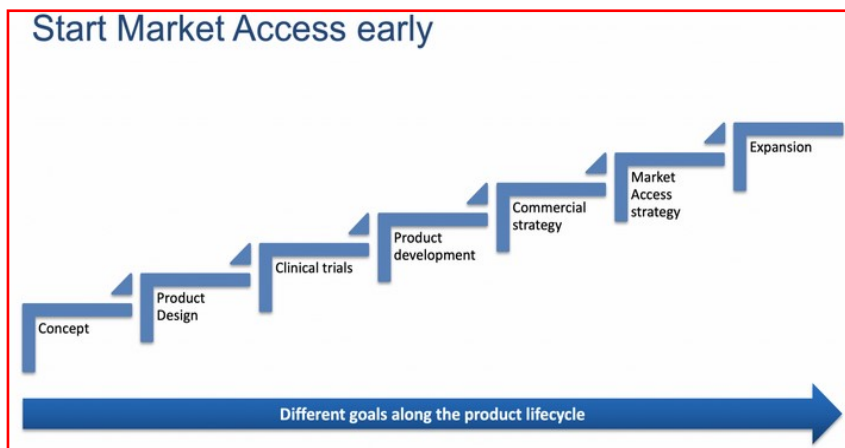 Start Market Access early
Concept
Product
Design
Clinical trials
Product
development
Commercial
strategy
Market
Access
strategy
Expansion
Different goals along the product lifecycle